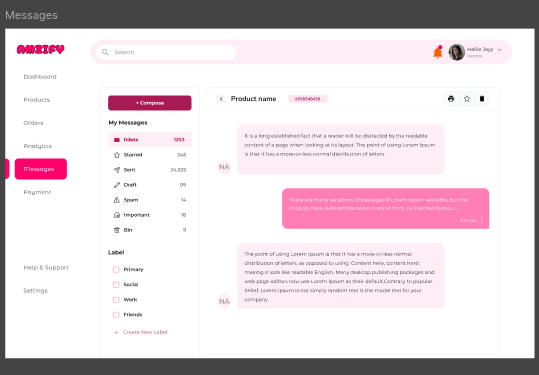 Messages
AMZIFY
Search
Hailie Jayy
Vendor
Dashboard
Products
Orders
Analytics
Messages
Payment
Help & Support
Settings
+ Compose
My Messages
Inbox 1253
Starred 245
Sent 24,532
Draft 09
Spam 14
Important 18
Bin 9
Label
Primary
Social
Work
Friends
+ Create New Label
Product name
It is a long established fact that a reader will be distracted by the readable
content of a page when looking at its layout. The point of using Lorem Ipsum
is that it has a more-or-less normal distribution of letters.
NA
There are many variations of passages of Lorem Ipsum available, but the
majority have suffered alteration in some form, by injected humour.
The point of using Lorem Ipsum is that it has a more-or-less normal
distribution of letters, as opposed to using 'Content here, content here',
making it look like readable English. Many desktop publishing packages and
web page editors now use Lorem Ipsum as their default.Contrary to popular
belief, Lorem Ipsum is not simply random text is the model text for your
company.
NA